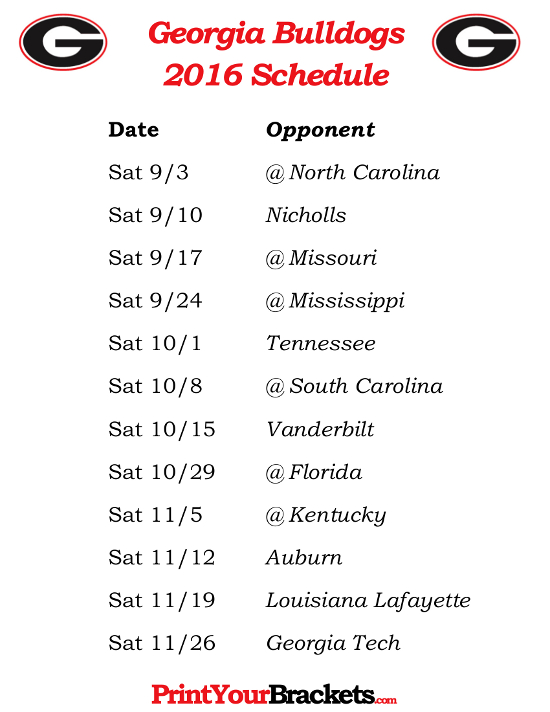 G Georgia Bulldogs G
2016 Schedule
Date Opponent
Sat 9/3 @ North Carolina
Sat 9/10 Nicholls
Sat 9/17 @ Missouri
Sat 9/24 @ Mississippi
Sat 10/1 Tennessee
Sat 10/8 @ South Carolina
Sat 10/15 Vanderbilt
Sat 10/29 @ Florida
Sat 11/5 @ Kentucky
Sat 11/12 Auburn
Sat 11/19 Louisiana Lafayette
Sat 11/26 Georgia Tech
PrintYourBrackets.com